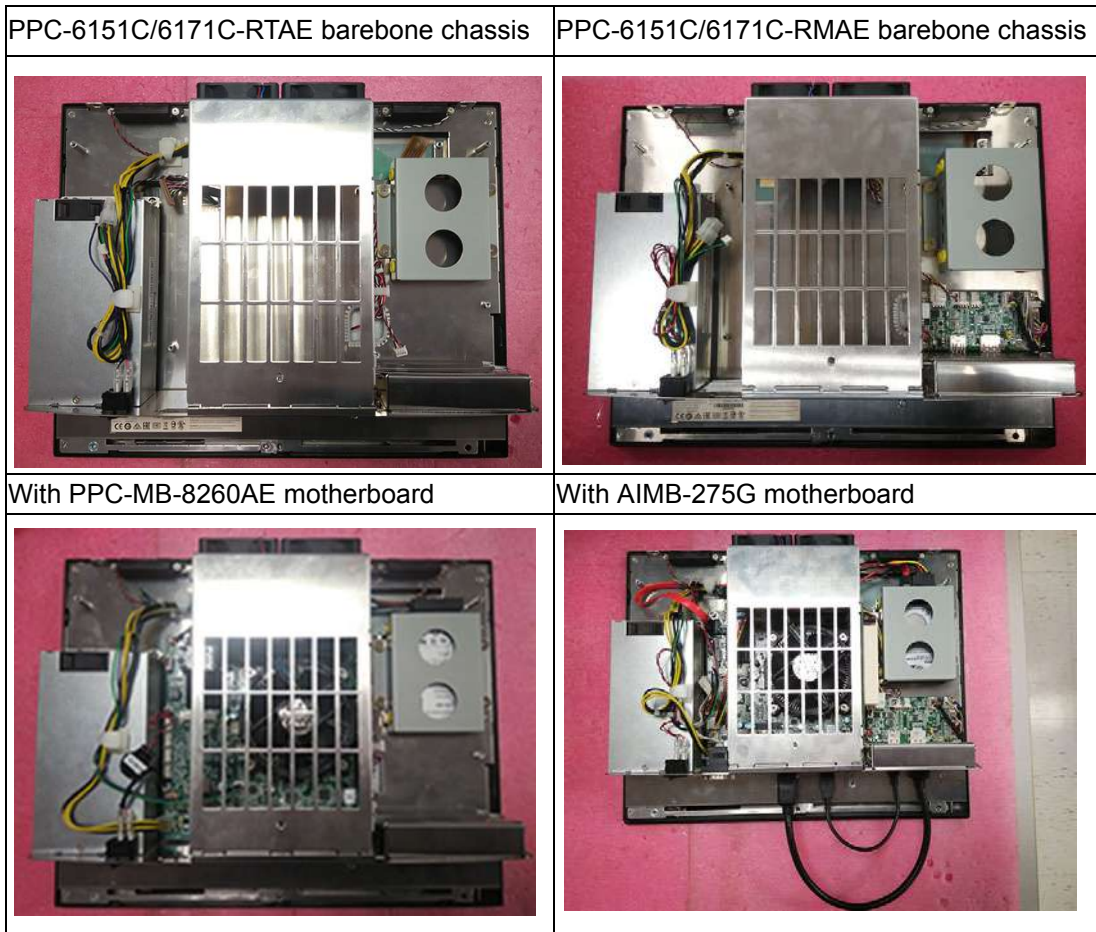 PPC-6151C/6171C-RTAE barebone chassis
PPC-6151C/6171C-RMAE barebone chassis
With PPC-MB-8260AE motherboard
With AIMB-275G motherboard